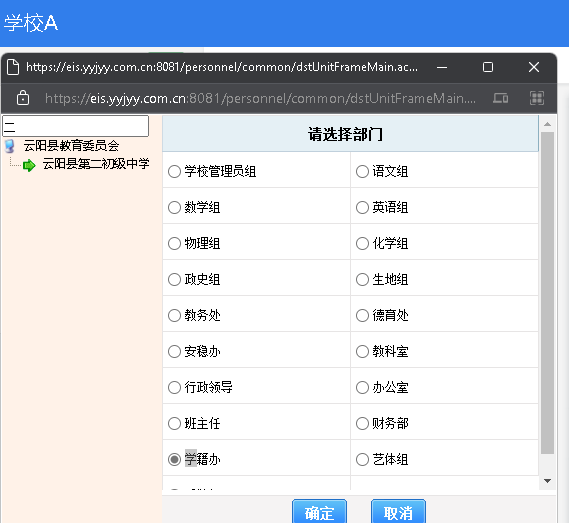 学校A
https://eis.yyjyy.com.cn:8081/personnel/common/dstUnitFrameMain.ac...
https://eis.yyjyy.com.cn:8081/personnel/common/dstUnitFrameMain....
二
云阳县教育委员会
云阳县第二初级中学
请选择部门
学校管理员组 语文组
数学组 英语组
物理组 化学组
政史组 生地组
教务处 德育处
安稳办 教科室
行政领导 办公室
班主任 财务部
学籍办 艺体组
确定 取消